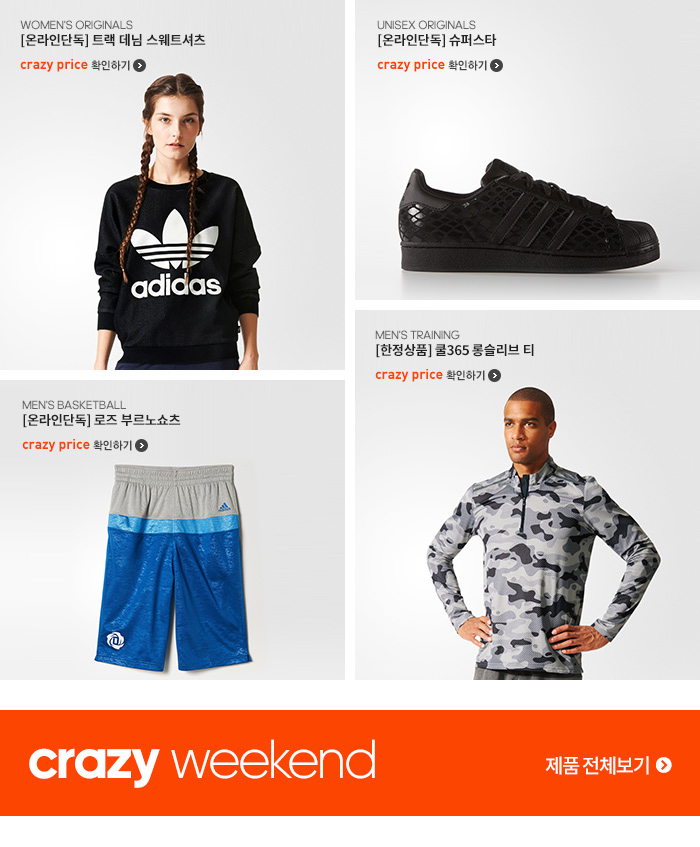 WOMEN'S ORIGINALS
[온라인단독] 트랙 데님 스웨트셔츠
crazy price 확인하기
adidas
UNISEX ORIGINALS
[온라인단독] 슈퍼스타
crazy price 확인하기
MEN'S BASKETBALL
[온라인단독] 로즈 부르노쇼츠
crazy price 확인하기
MEN'S TRAINING
[한정상품] 쿨365 롱슬리브 티
crazy price 확인하기
crazy weekend
제품 전체보기